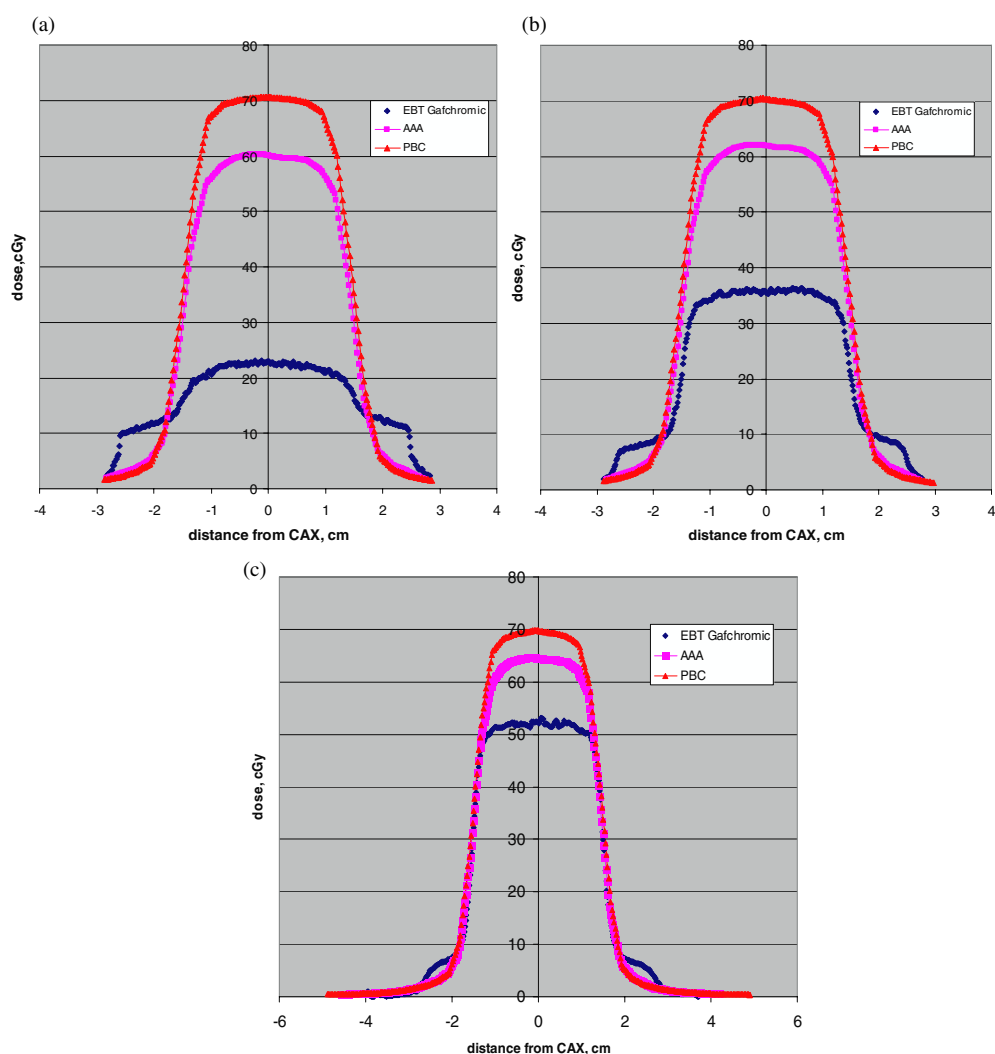 (a)
80
70
60
50
40
30
20
10
0
-4 -3 -2 -1 0 1 2 3 4
dose,cGy
distance from CAX, cm
EBT Gafchromic
AAA
PBC
(b)
80
70
60
50
40
30
20
10
0
-4 -3 -2 -1 0 1 2 3 4
dose, cGy
distance from CAX, cm
EBT Gafchromic
AAA
PBC
(c)
80
70
60
50
40
30
20
10
0
-6 -4 -2 0 2 4 6
dose, cGy
distance from CAX, cm
EBT Gafchromic
AAA
PBC